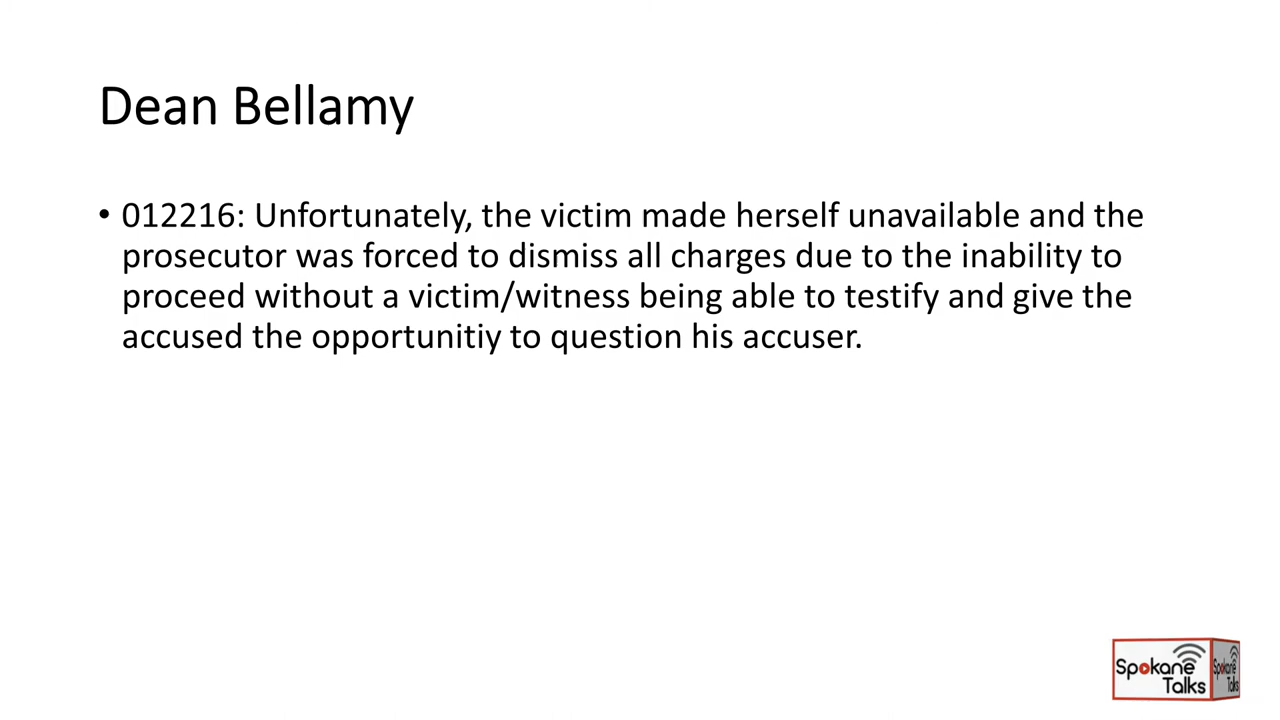 Dean Bellamy
• 012216: Unfortunately, the victim made herself unavailable and the
prosecutor was forced to dismiss all charges due to the inability to
proceed without a victim/witness being able to testify and give the
accused the opportunitiy to question his accuser.
Spokane
Talks
Spokane
Talks